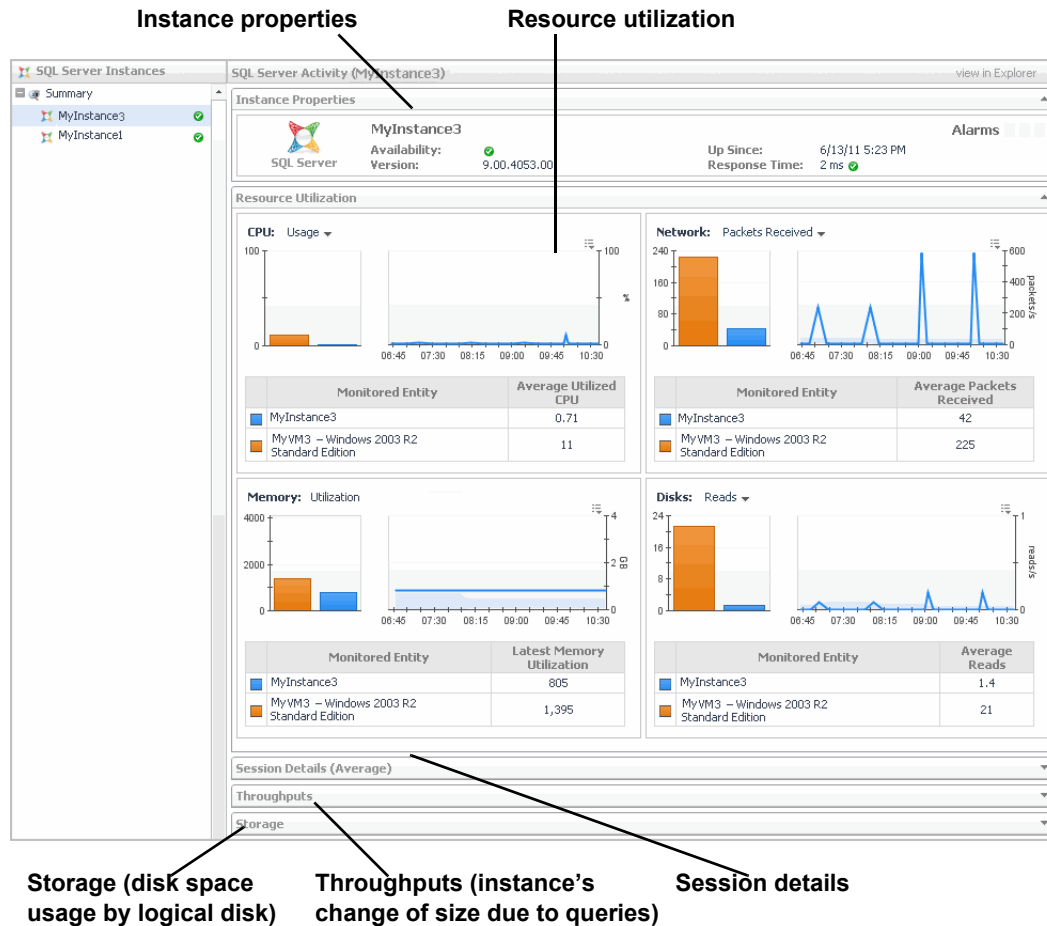 Instance properties
Resource utilization
SQL Server Instances
Summary
MyInstance3
MyInstance1
SQL Server Activity (MyInstance3)
view in Explorer
Instance Properties
SQL Server
MyInstance3
Availability:
Version: 9.00.4053.00
Alarms
Up Since: 6/13/11 5:23 PM
Response Time: 2 ms
Resource Utilization
CPU: Usage
100
0
100
%
0
06:45 07:30 08:15 09:00 09:45 10:30
Monitored Entity Average Utilized CPU
MyInstance3 0.71
MyVM3 – Windows 2003 R2
Standard Edition 11
Network: Packets Received
240
160
80
0
600
400
200
0
packets/s
06:45 07:30 08:15 09:00 09:45 10:30
Monitored Entity Average Packets Received
MyInstance3 42
MyVM3 – Windows 2003 R2
Standard Edition 225
Memory: Utilization
4000
2000
0
4
2
0
GB
06:45 07:30 08:15 09:00 09:45 10:30
Monitored Entity Latest Memory Utilization
MyInstance3 805
MyVM3 – Windows 2003 R2
Standard Edition 1,395
Disks: Reads
24
16
8
0
1
0
reads/s
06:45 07:30 08:15 09:00 09:45 10:30
Monitored Entity Average Reads
MyInstance3 1.4
MyVM3 – Windows 2003 R2
Standard Edition 21
Session Details (Average)
Throughputs
Storage
Storage (disk space
usage by logical disk)
Throughputs (instance's
change of size due to queries)
Session details